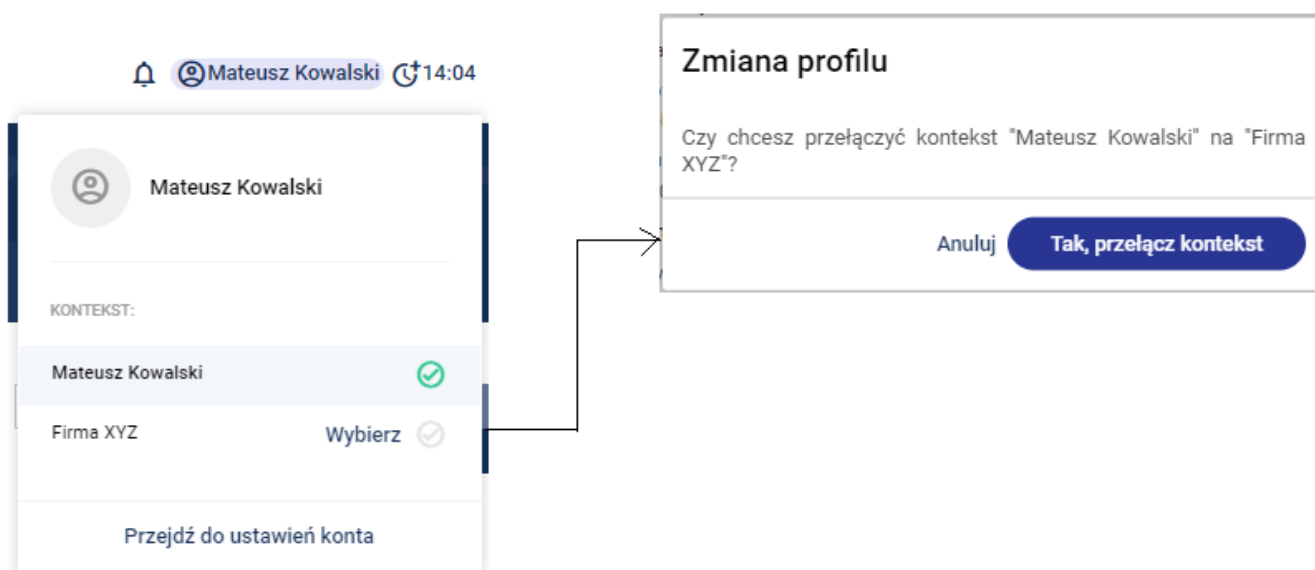 Mateusz Kowalski 14:04
Mateusz Kowalski
KONTEKST:
Mateusz Kowalski
Firma XYZ Wybierz
Przejdź do ustawień konta
Zmiana profilu
Czy chcesz przełączyć kontekst "Mateusz Kowalski" na "Firma
XYZ"?
Anuluj Tak, przełącz kontekst